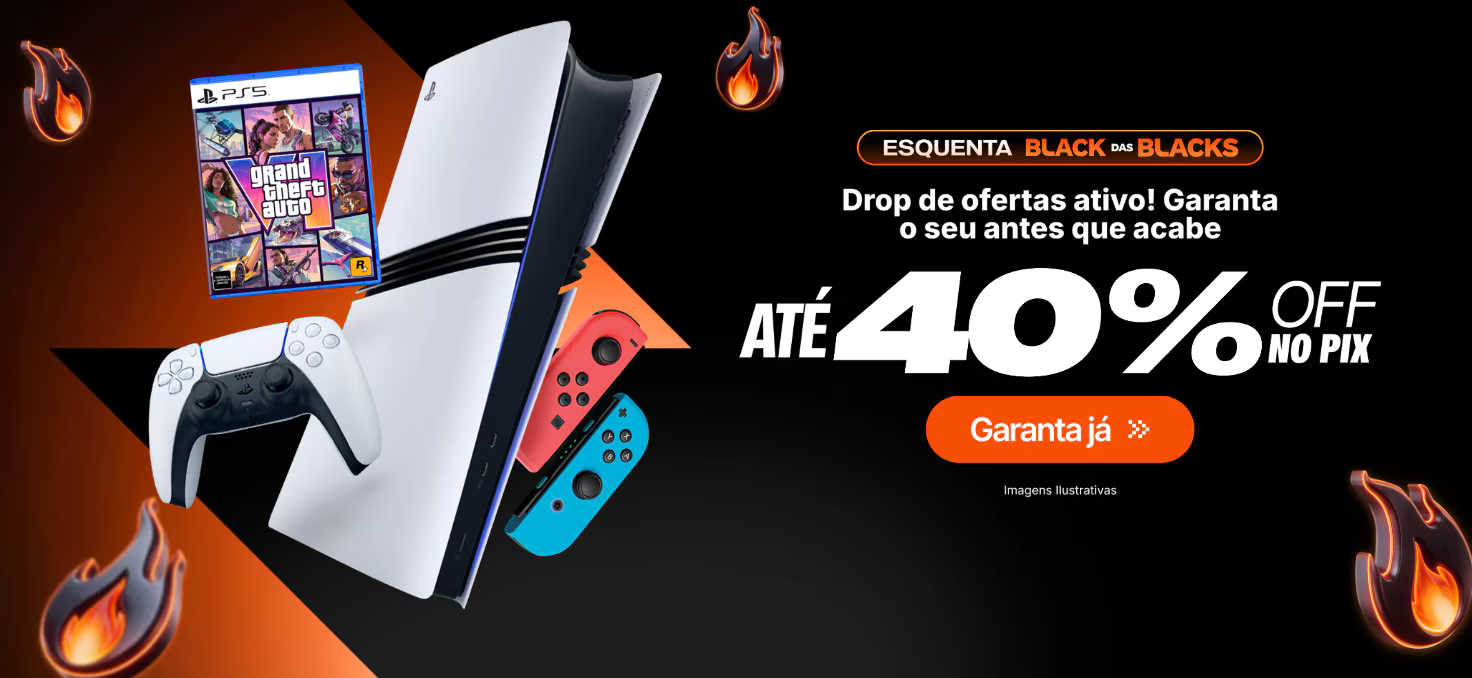 PS5
grand
theft
auto
VI
R
ESQUENTA BLACK DAS BLACKS
Drop de ofertas ativo! Garanta
o seu antes que acabe
ATÉ 40% OFF
NO PIX
Garanta já
Imagens Ilustrativas